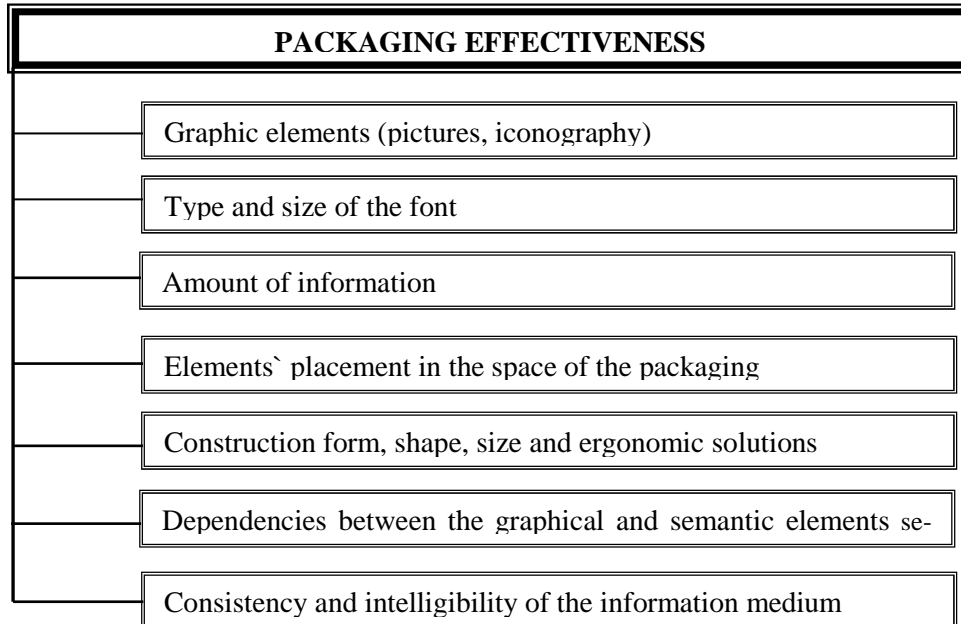 PACKAGING EFFECTIVENESS
Graphic elements (pictures, iconography)
Type and size of the font
Amount of information
Elements` placement in the space of the packaging
Construction form, shape, size and ergonomic solutions
Dependencies between the graphical and semantic elements se-
Consistency and intelligibility of the information medium